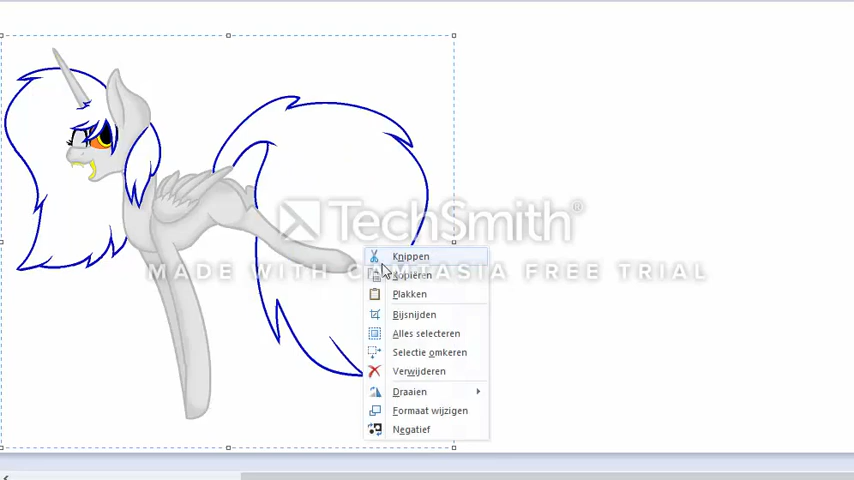 TechSmith®
MADE WITH CAMTASIA FREE TRIAL
Knippen
Kopiëren
Plakken
Bijsnijden
Alles selecteren
Selectie omkeren
Verwijderen
Draaien
Formaat wijzigen
Negatief